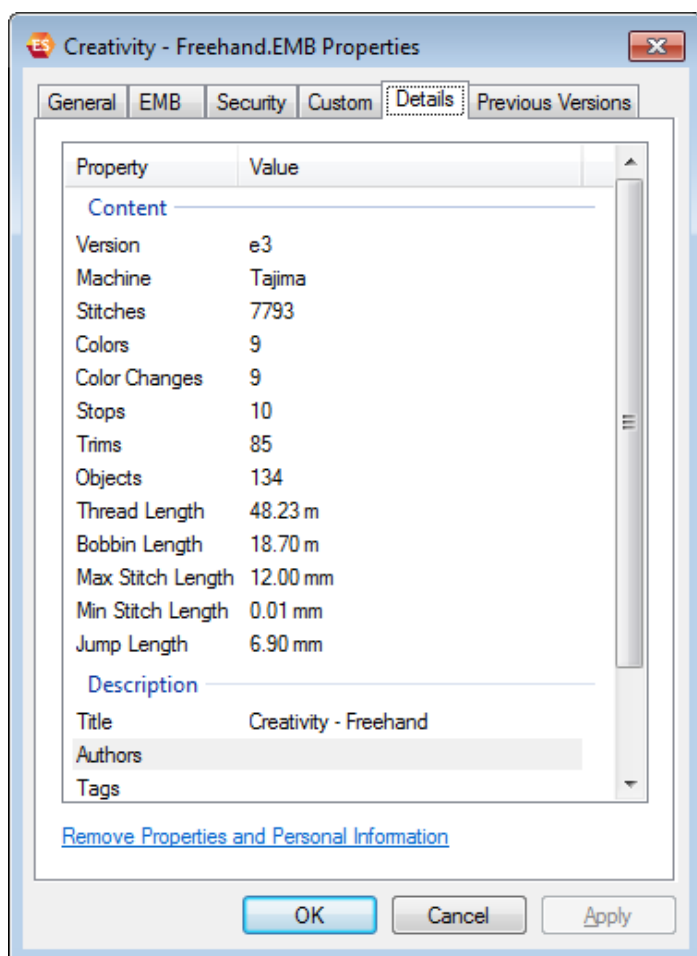 ES Creativity - Freehand.EMB Properties
General EMB Security Custom Details Previous Versions
Property Value
Content
Version e3
Machine Tajima
Stitches 7793
Colors 9
Color Changes 9
Stops 10
Trims 85
Objects 134
Thread Length 48.23 m
Bobbin Length 18.70 m
Max Stitch Length 12.00 mm
Min Stitch Length 0.01 mm
Jump Length 6.90 mm
Description
Title Creativity - Freehand
Authors
Tags
Remove Properties and Personal Information
OK Cancel Apply